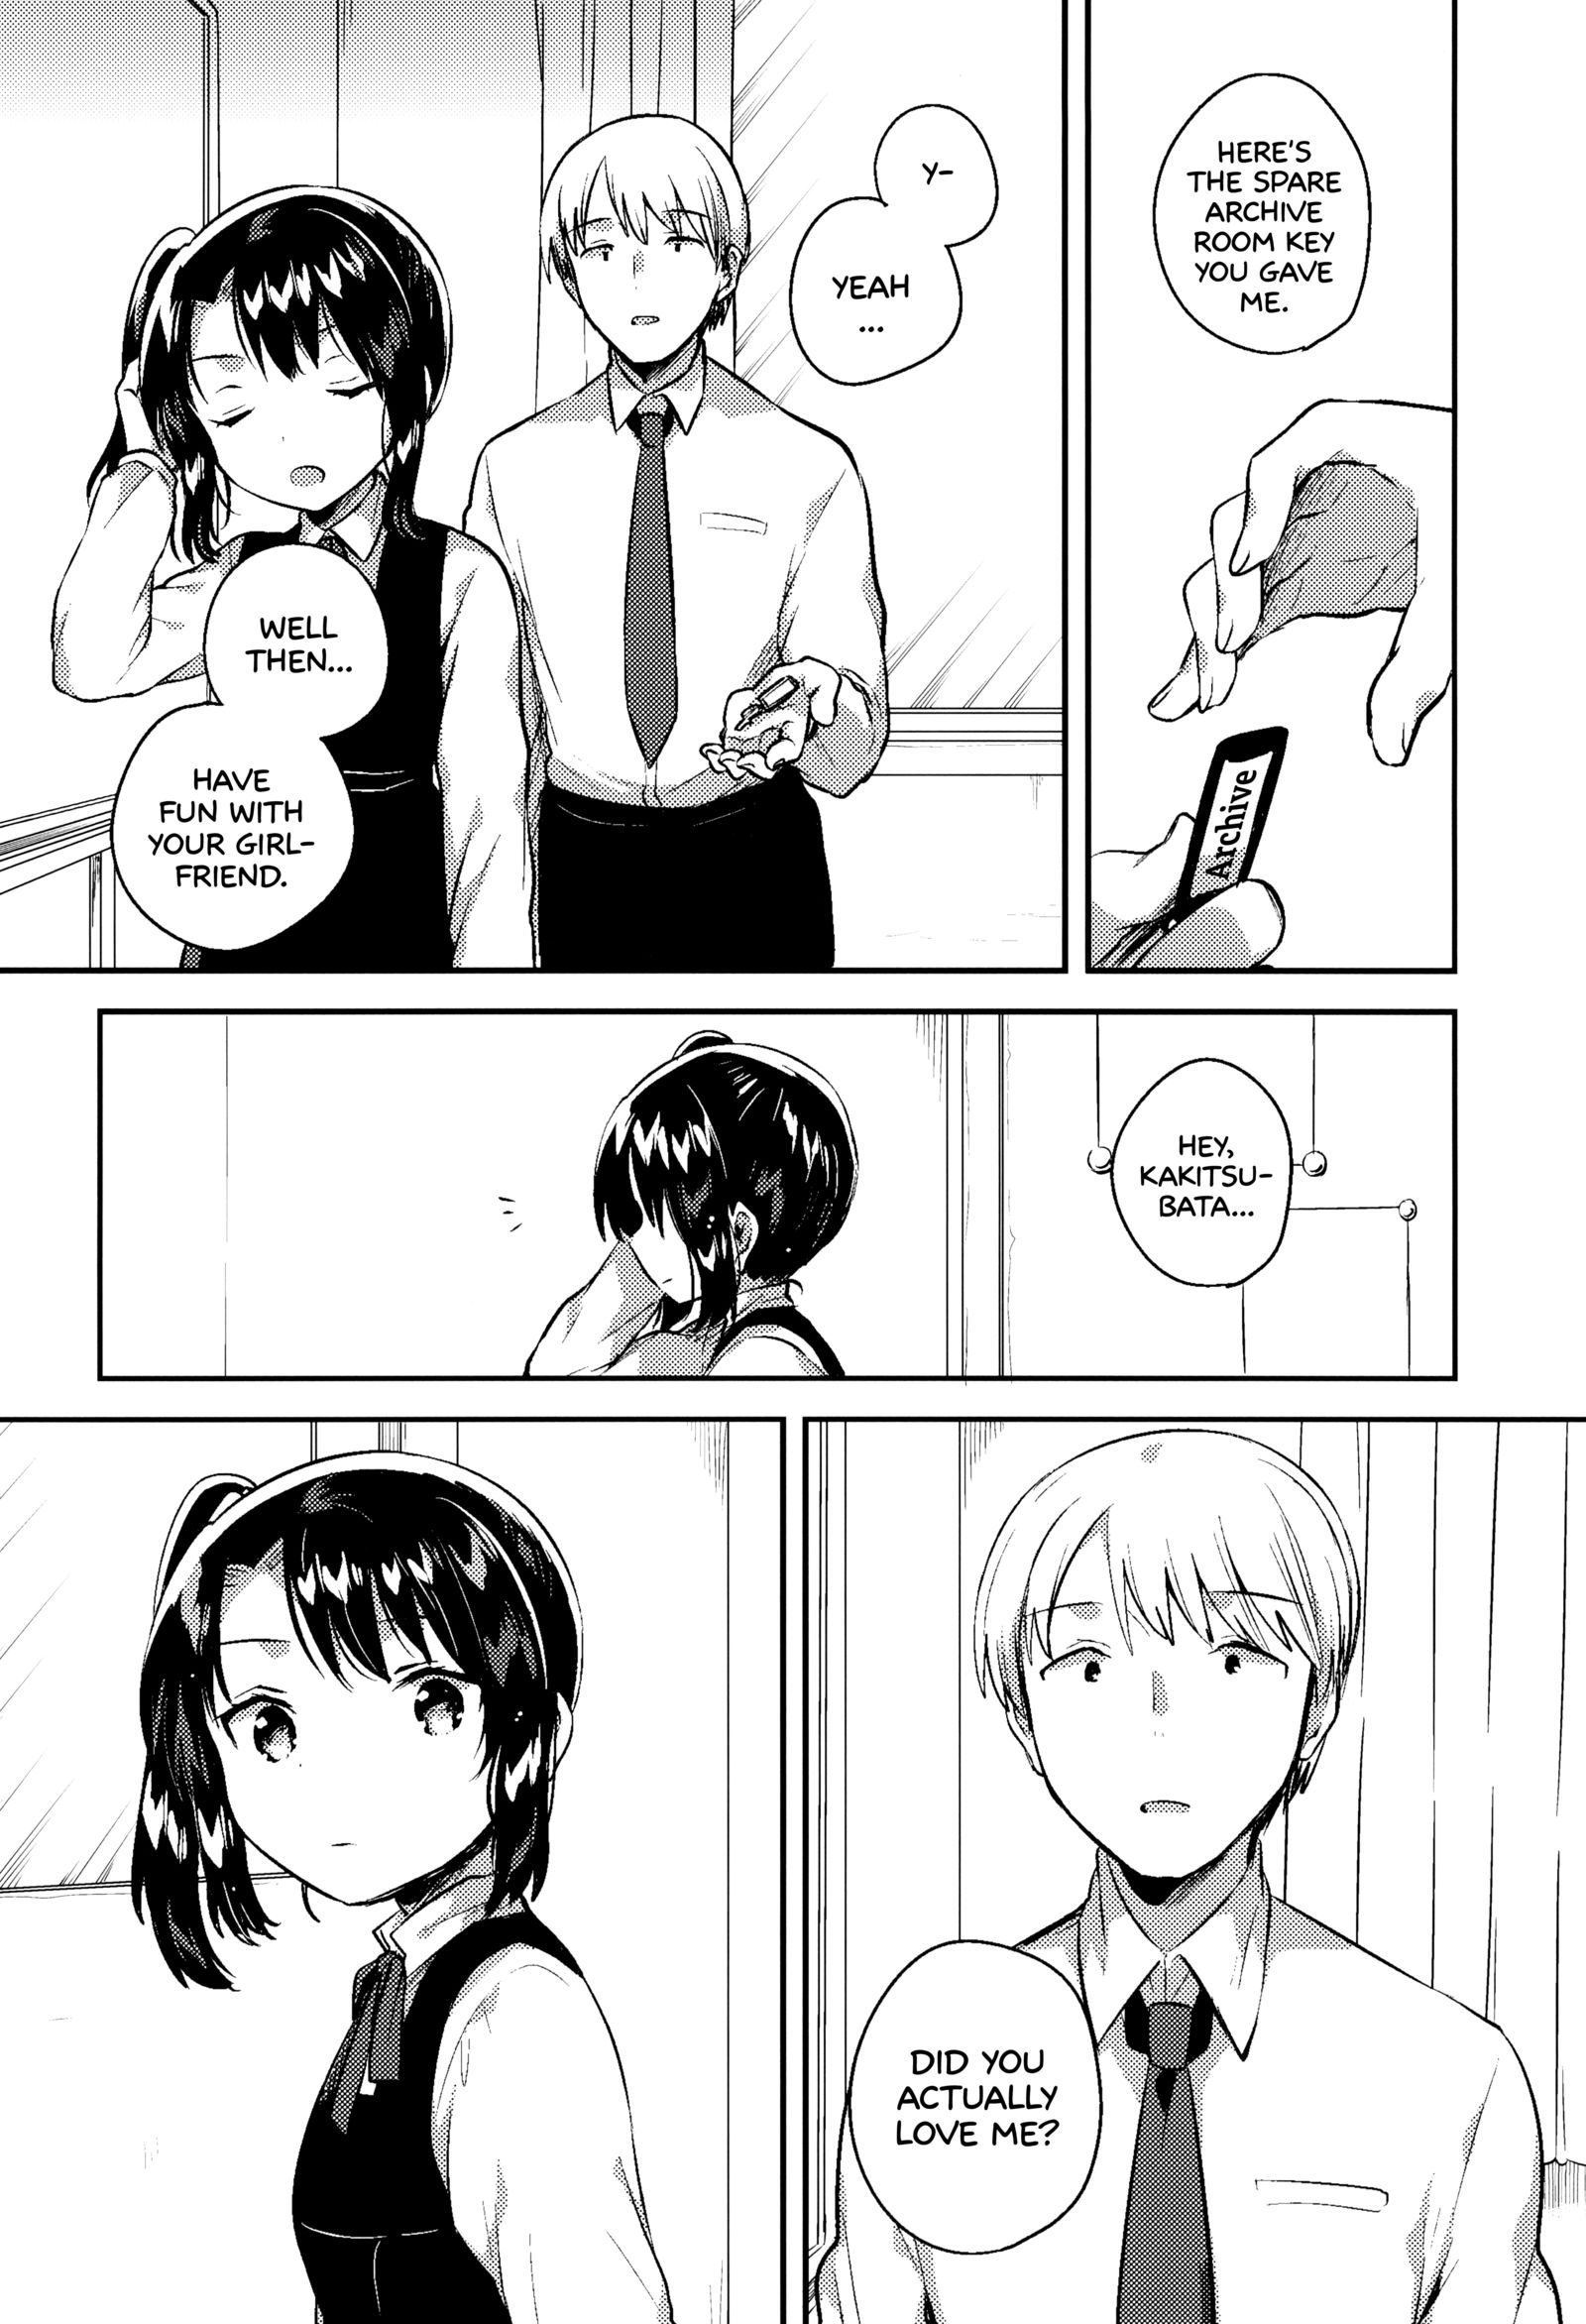 HERE'S
THE SPARE
ARCHIVE
ROOM KEY
YOU GAVE
ME.
Archive
Y-
YEAH
...
WELL
THEN...
HAVE
FUN WITH
YOUR GIRL-
FRIEND.
HEY,
KAKITSU-
BATA...
DID YOU
ACTUALLY
LOVE ME?